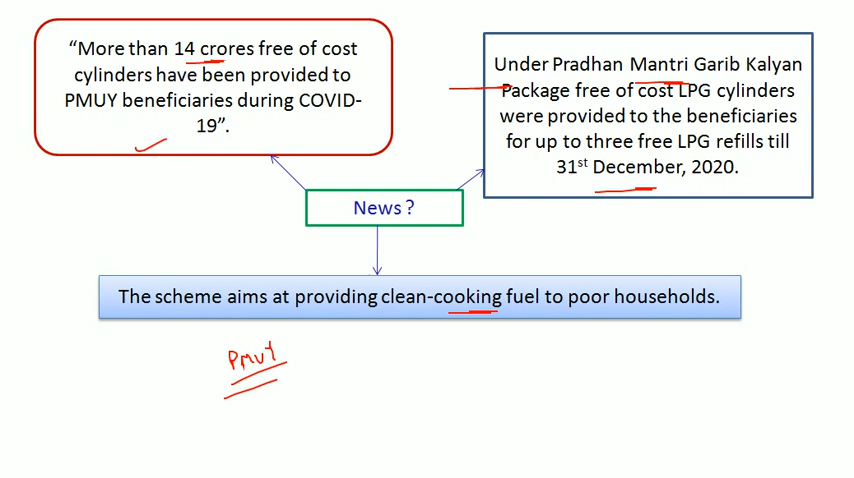 “More than 14 crores free of cost
cylinders have been provided to
PMUY beneficiaries during COVID-
19”.
Under Pradhan Mantri Garib Kalyan
Package free of cost LPG cylinders
were provided to the beneficiaries
for up to three free LPG refills till
31st December, 2020.
News ?
The scheme aims at providing clean-cooking fuel to poor households.
PMUY